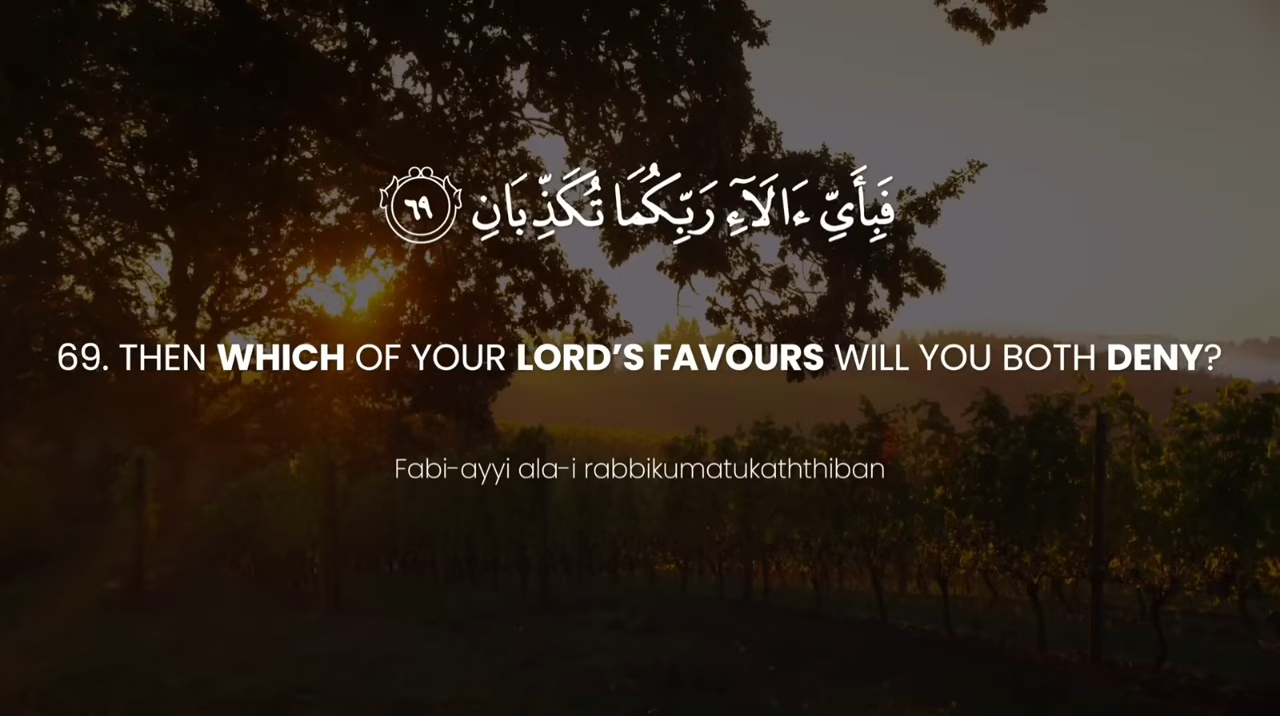 فَبِأَيِّ ءَالَآءِ رَبِّكُمَا تُكَذِّبَانِ ٦٩
69. THEN WHICH OF YOUR LORD’S FAVOURS WILL YOU BOTH DENY?
Fabi-ayyi ala-i rabbikumatukaththiban